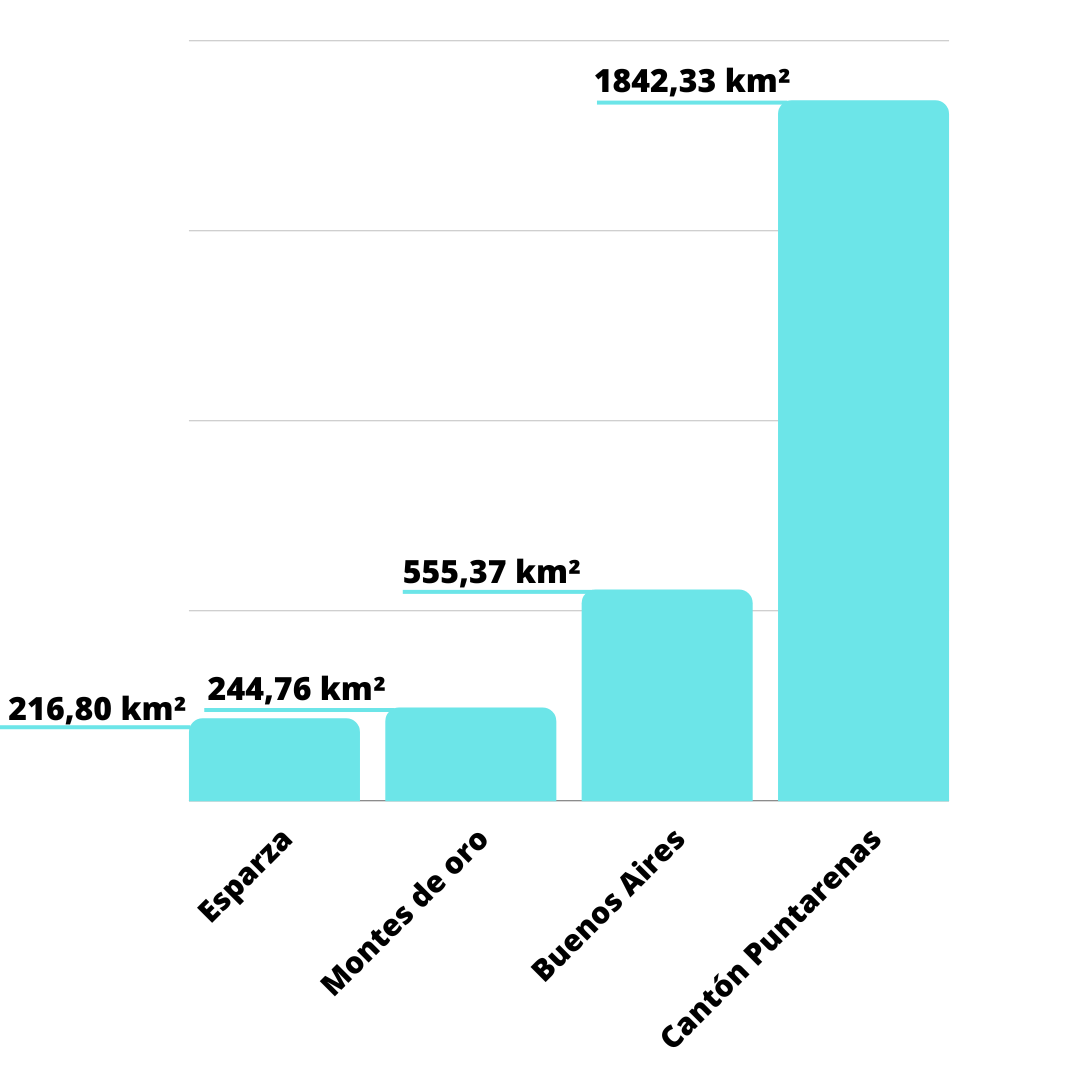 1842,33 km²
555,37 km²
244,76 km²
216,80 km²
Esparza
Montes de oro
Buenos Aires
Cantón Puntarenas